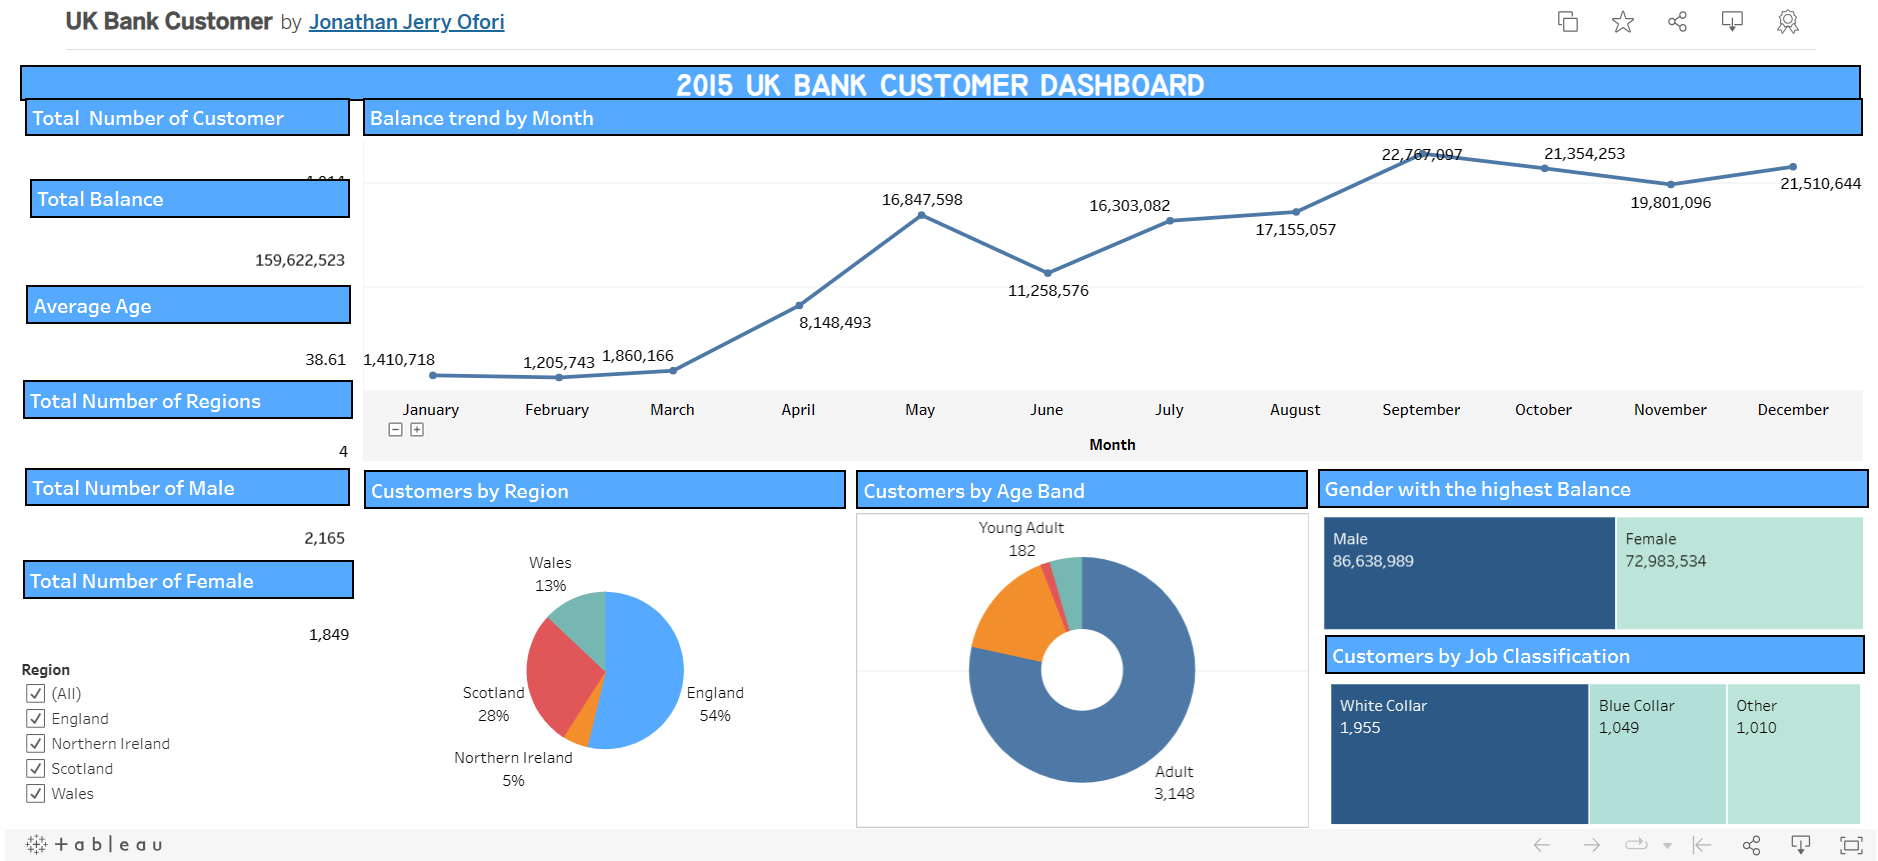 UK Bank Customer by Jonathan Jerry Ofori
2015 UK BANK CUSTOMER DASHBOARD
Total Number of Customer
Total Balance
159,622,523
Average Age
38.61
Total Number of Regions
4
Total Number of Male
2,165
Total Number of Female
1,849
Region
(All)
England
Northern Ireland
Scotland
Wales
Balance trend by Month
1,410,718
1,205,743
1,860,166
8,148,493
16,847,598
11,258,576
16,303,082
17,155,057
22,767,097
21,354,253
19,801,096
21,510,644
January February March April May June July August September October November December
Month
Customers by Region
Wales
13%
Scotland
28%
England
54%
Northern Ireland
5%
Customers by Age Band
Young Adult
182
Adult
3,148
Gender with the highest Balance
Male
86,638,989
Female
72,983,534
Customers by Job Classification
White Collar
1,955
Blue Collar
1,049
Other
1,010
+ableau